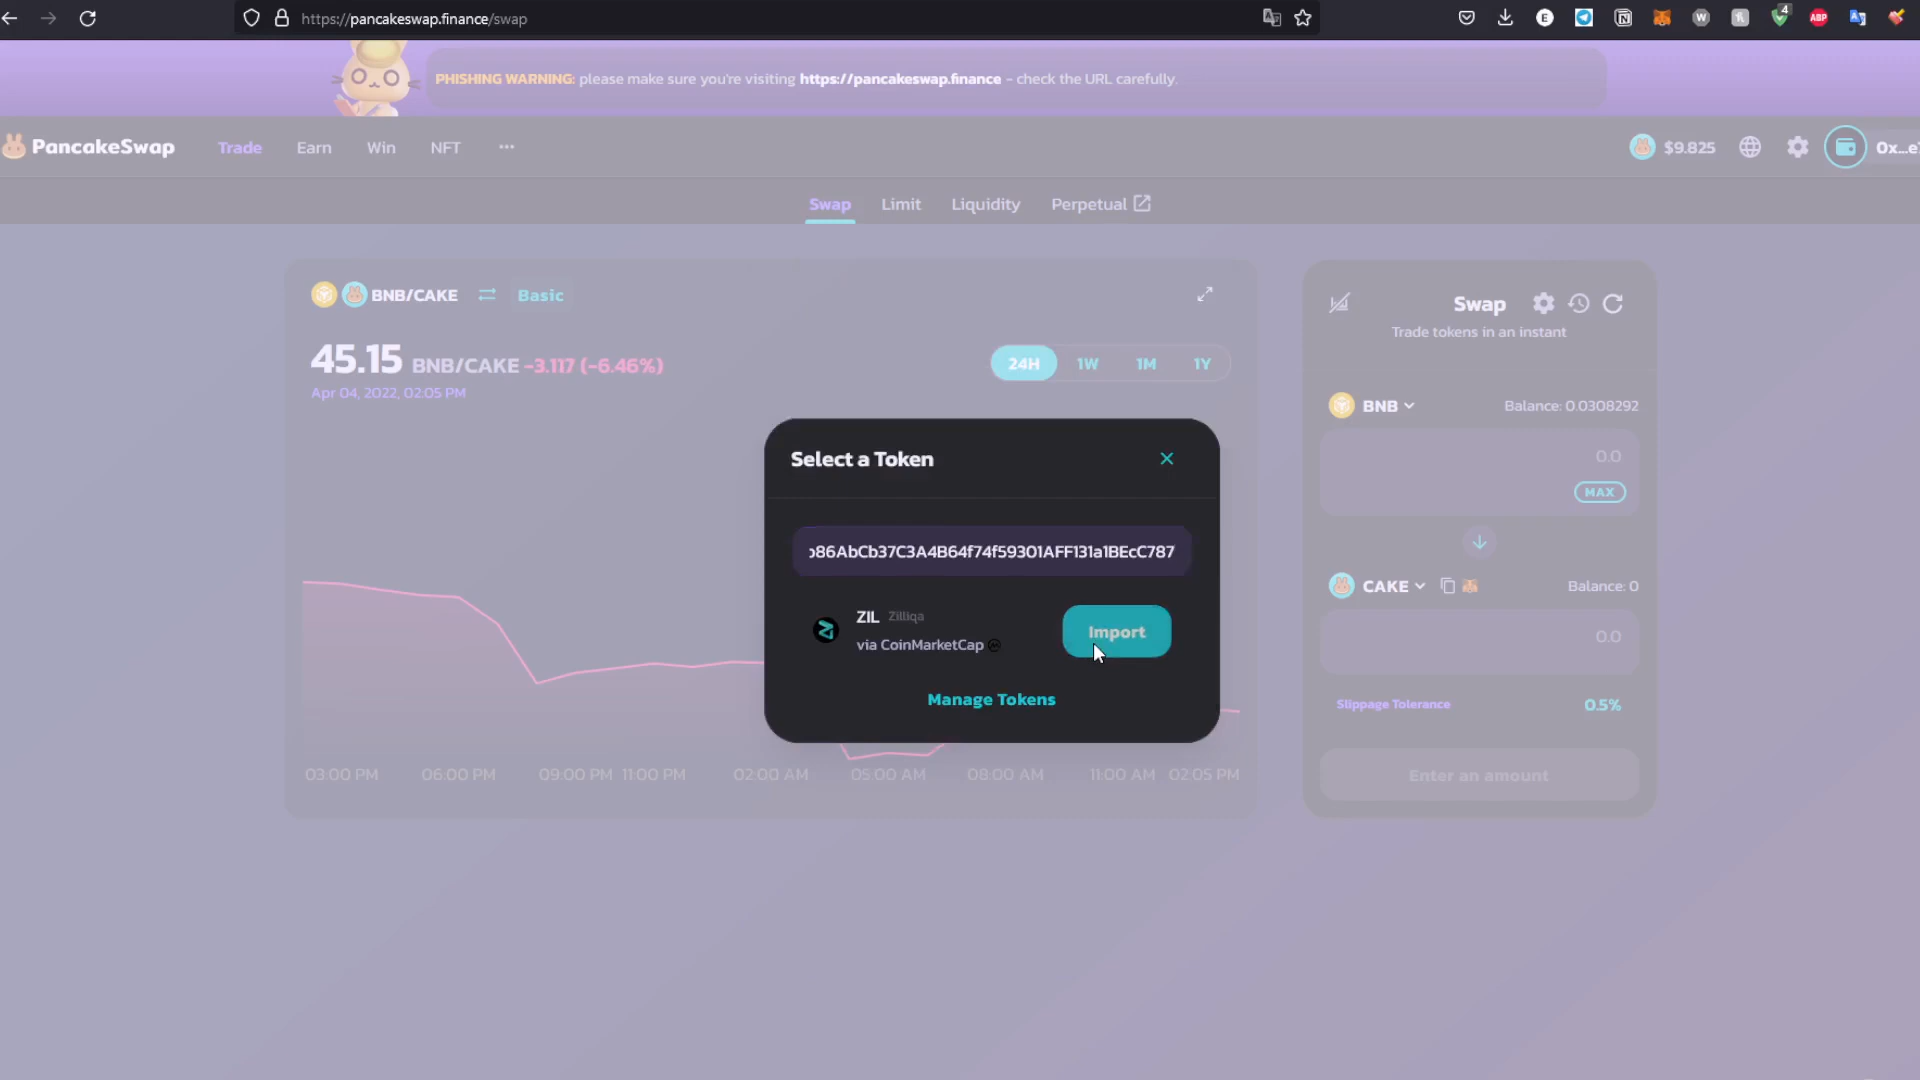 https://pancakeswap.finance/swap
4
PHISHING WARNING: please make sure you're visiting https://pancakeswap.finance - check the URL carefully.
PancakeSwap
Trade
Earn
Win
NFT
$9.825
Swap
Limit
Liquidity
Perpetual
BNB/CAKE
Basic
45.15 BNB/CAKE -3.117 (-6.46%)
Apr 04, 2022, 02:05 PM
24H
1W
1M
1Y
Select a Token
b86AbCb37C3A4B64f74f59301AFF131a1BEcC787
ZIL Zilliqa
via CoinMarketCap
Import
Manage Tokens
03:00 PM
06:00 PM
09:00 PM
11:00 PM
02:00 AM
05:00 AM
08:00 AM
11:00 AM
02:05 PM
Swap
Trade tokens in an instant
BNB
Balance: 0.0308292
0.0
MAX
CAKE
Balance: 0
0.0
Slippage Tolerance
0.5%
Enter an amount